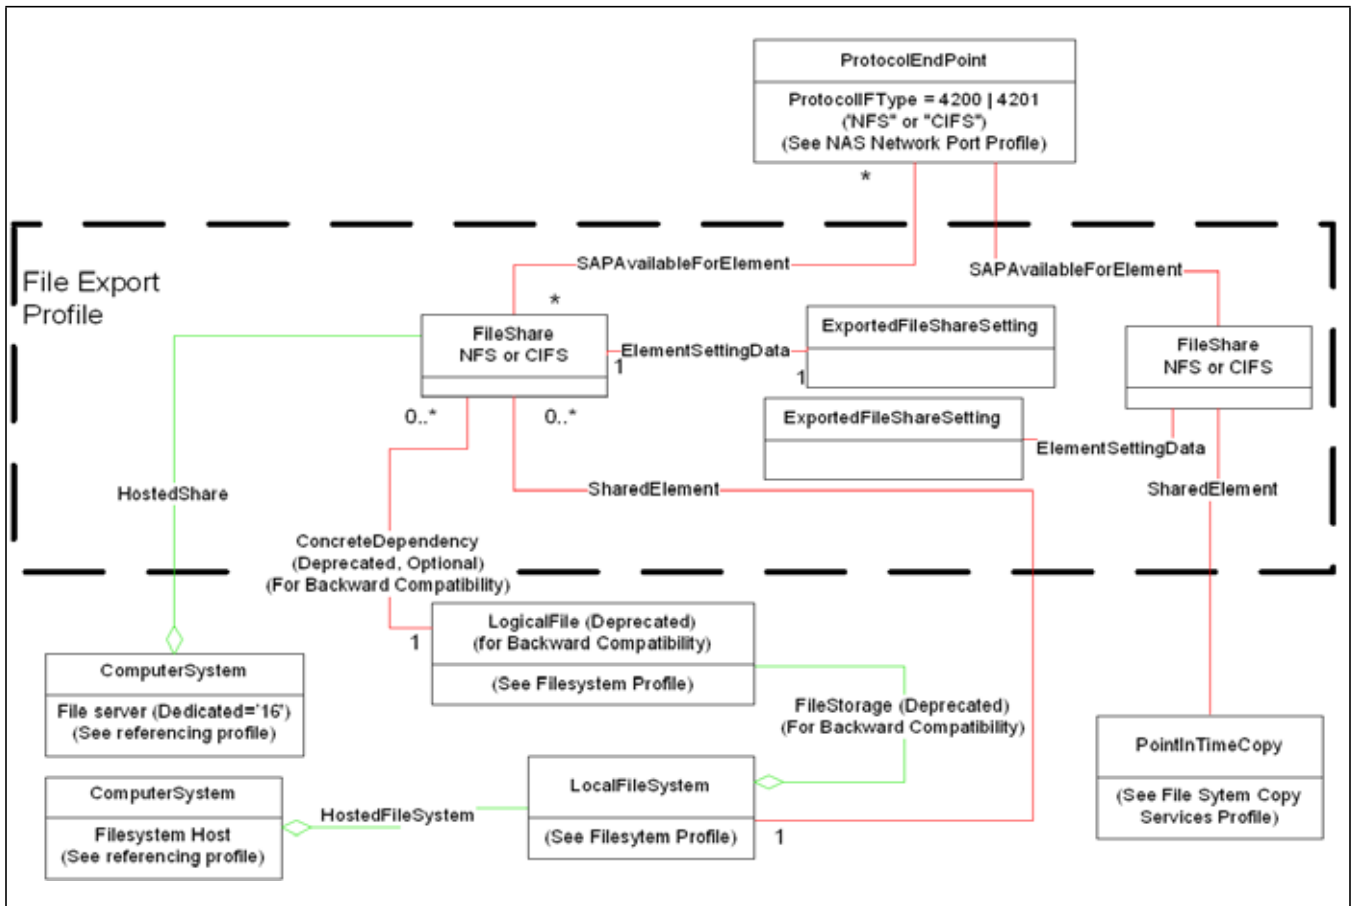 ProtocolEndPoint
ProtocolIFType = 4200 | 4201
('NFS" or "CIFS")
(See NAS Network Port Profile)
*
File Export
Profile
SAPAvailableForElement
SAPAvailableForElement
*
FileShare
NFS or CIFS
ElementSettingData
1
1
ExportedFileShareSetting
FileShare
NFS or CIFS
0..*
0..*
ExportedFileShareSetting
ElementSettingData
HostedShare
SharedElement
SharedElement
ConcreteDependency
(Deprecated, Optional)
(For Backward Compatibility)
1
LogicalFile (Deprecated)
(for Backward Compatibility)
(See Filesystem Profile)
ComputerSystem
File server (Dedicated='16')
(See referencing profile)
FileStorage (Deprecated)
(For Backward Compatibility)
PointInTimeCopy
(See File Sytem Copy
Services Profile)
ComputerSystem
Filesystem Host
(See referencing profile)
HostedFileSystem
LocalFileSystem
(See Filesytem Profile)
1